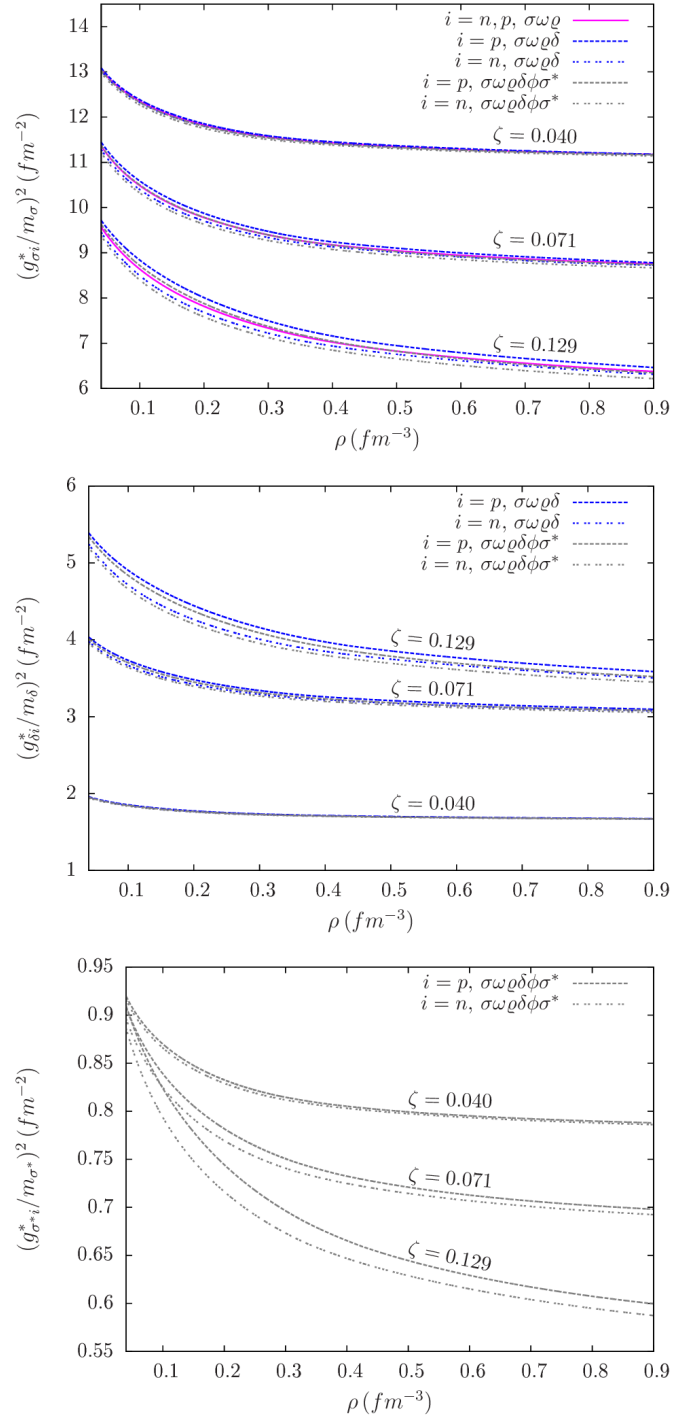 14
13
12
11
10
9
8
7
6
(g*σi/mσ)² (fm⁻²)
i = n, p, σωϱ
i = p, σωϱδ
i = n, σωϱδ
i = p, σωϱδϕσ*
i = n, σωϱδϕσ*
ζ = 0.040
ζ = 0.071
ζ = 0.129
0.1 0.2 0.3 0.4 0.5 0.6 0.7 0.8 0.9
ρ (fm⁻³)
6
5
4
3
2
1
(g*δi/mδ)² (fm⁻²)
i = p, σωϱδ
i = n, σωϱδ
i = p, σωϱδϕσ*
i = n, σωϱδϕσ*
ζ = 0.129
ζ = 0.071
ζ = 0.040
0.1 0.2 0.3 0.4 0.5 0.6 0.7 0.8 0.9
ρ (fm⁻³)
0.95
0.9
0.85
0.8
0.75
0.7
0.65
0.6
0.55
(g*σ*i/mσ*)² (fm⁻²)
i = p, σωϱδϕσ*
i = n, σωϱδϕσ*
ζ = 0.040
ζ = 0.071
ζ = 0.129
0.1 0.2 0.3 0.4 0.5 0.6 0.7 0.8 0.9
ρ (fm⁻³)